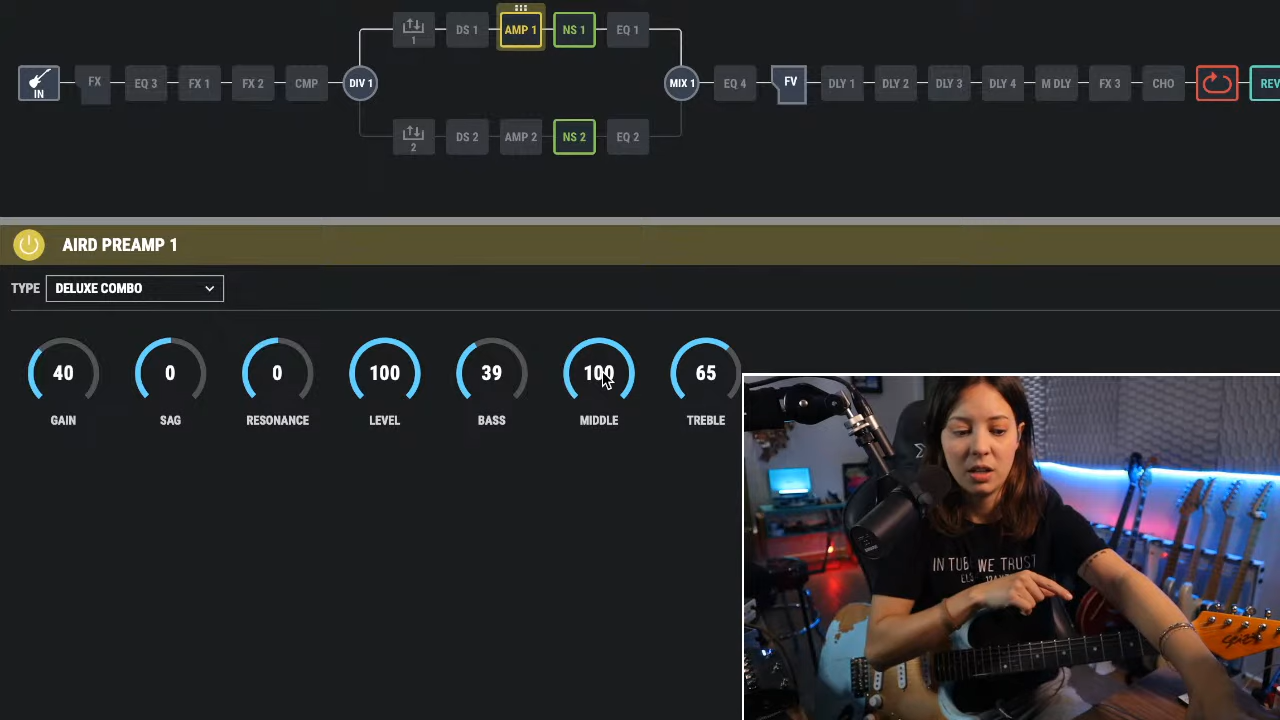 1 DS 1 AMP 1 NS 1 EQ 1
IN FX EQ 3 FX 1 FX 2 CMP DIV 1 MIX 1 EQ 4 FV DLY 1 DLY 2 DLY 3 DLY 4 M DLY FX 3 CHO REV
2 DS 2 AMP 2 NS 2 EQ 2
AIRD PREAMP 1
TYPE DELUXE COMBO
40 0 0 100 39 100 65
GAIN SAG RESONANCE LEVEL BASS MIDDLE TREBLE
IN TUBE WE TRUST